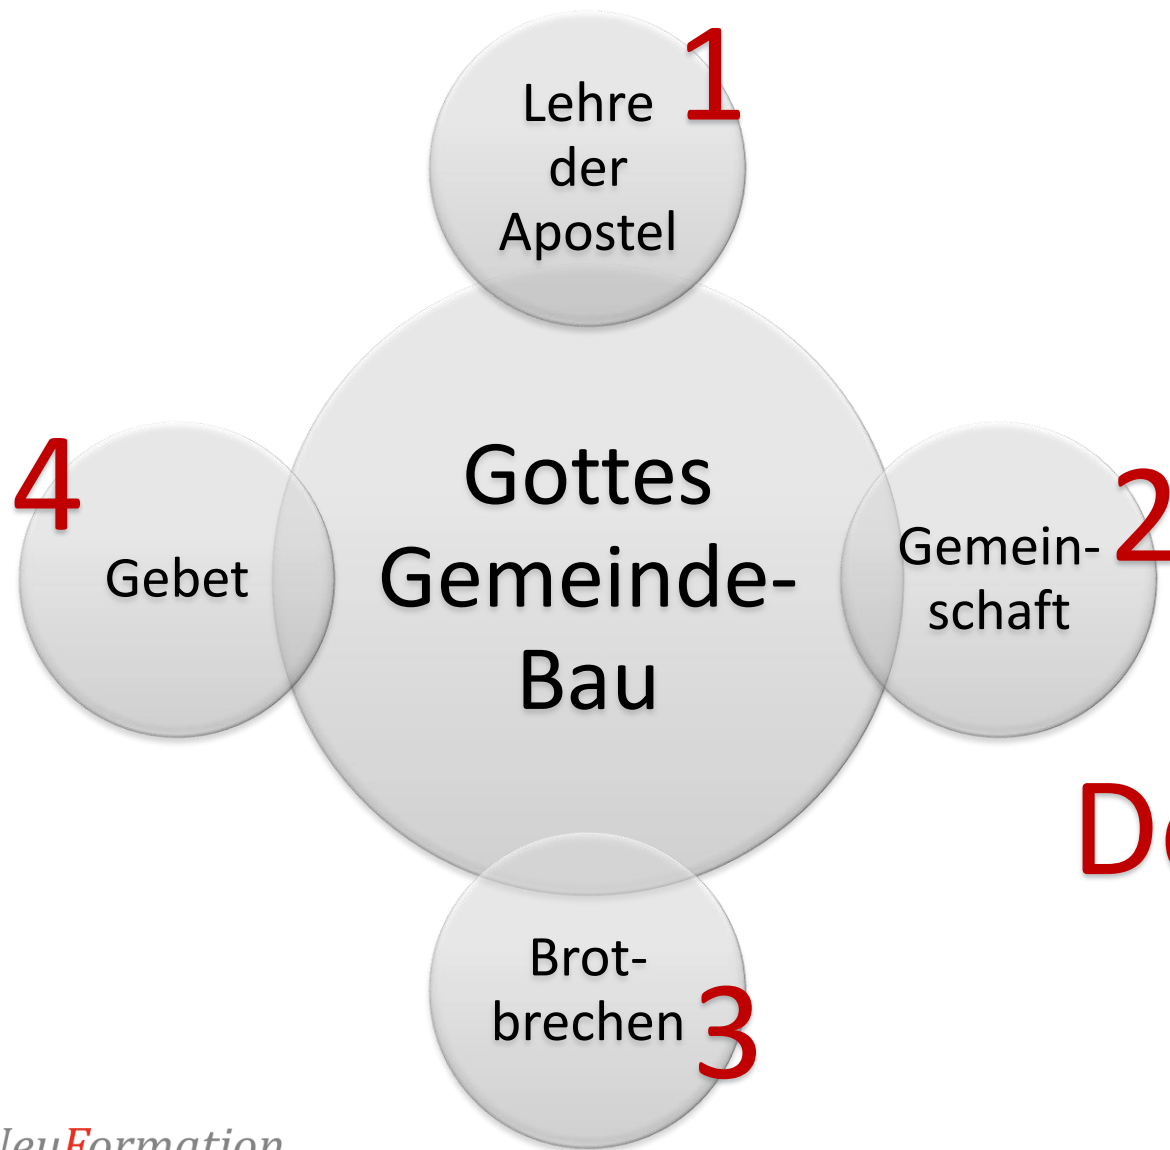 1
Lehre
der
Apostel
4
Gebet
Gottes
Gemeinde-
Bau
2
Gemein-
schaft
Brot-
brechen
3